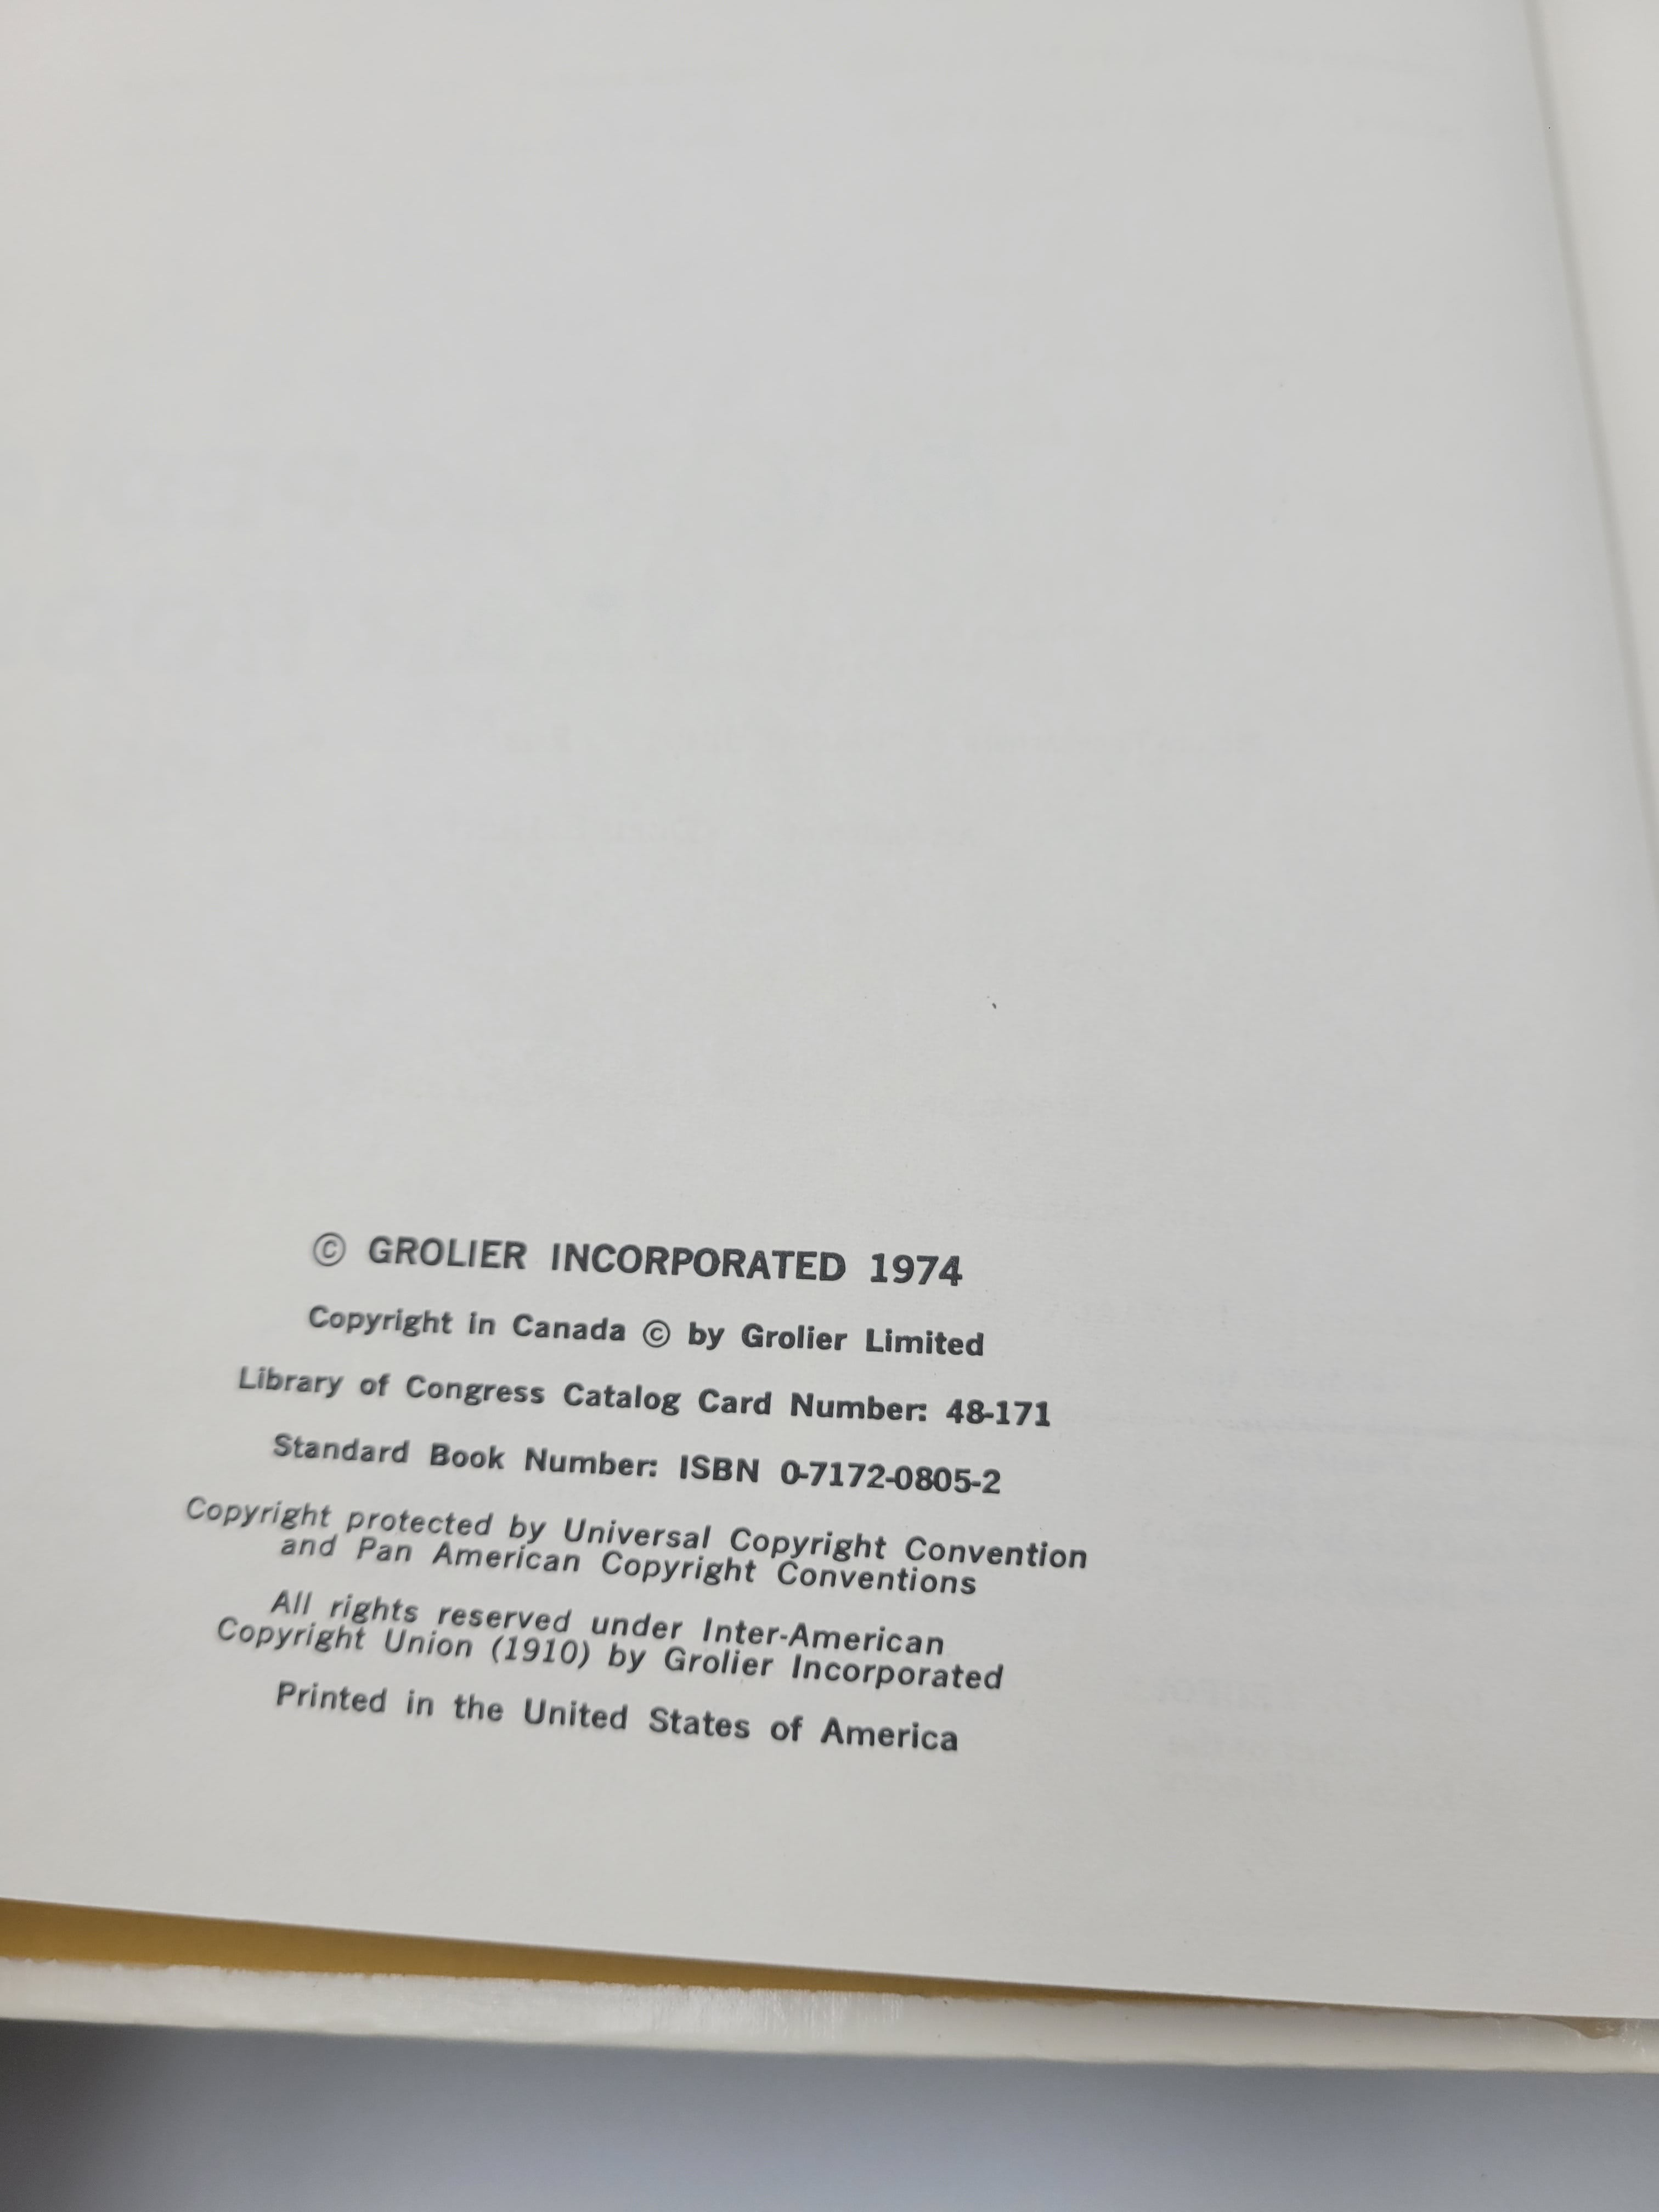 © GROLIER INCORPORATED 1974
Copyright in Canada © by Grolier Limited
Library of Congress Catalog Card Number: 48-171
Standard Book Number: ISBN 0-7172-0805-2
Copyright protected by Universal Copyright Convention
and Pan American Copyright Conventions
All rights reserved under Inter-American
Copyright Union (1910) by Grolier Incorporated
Printed in the United States of America